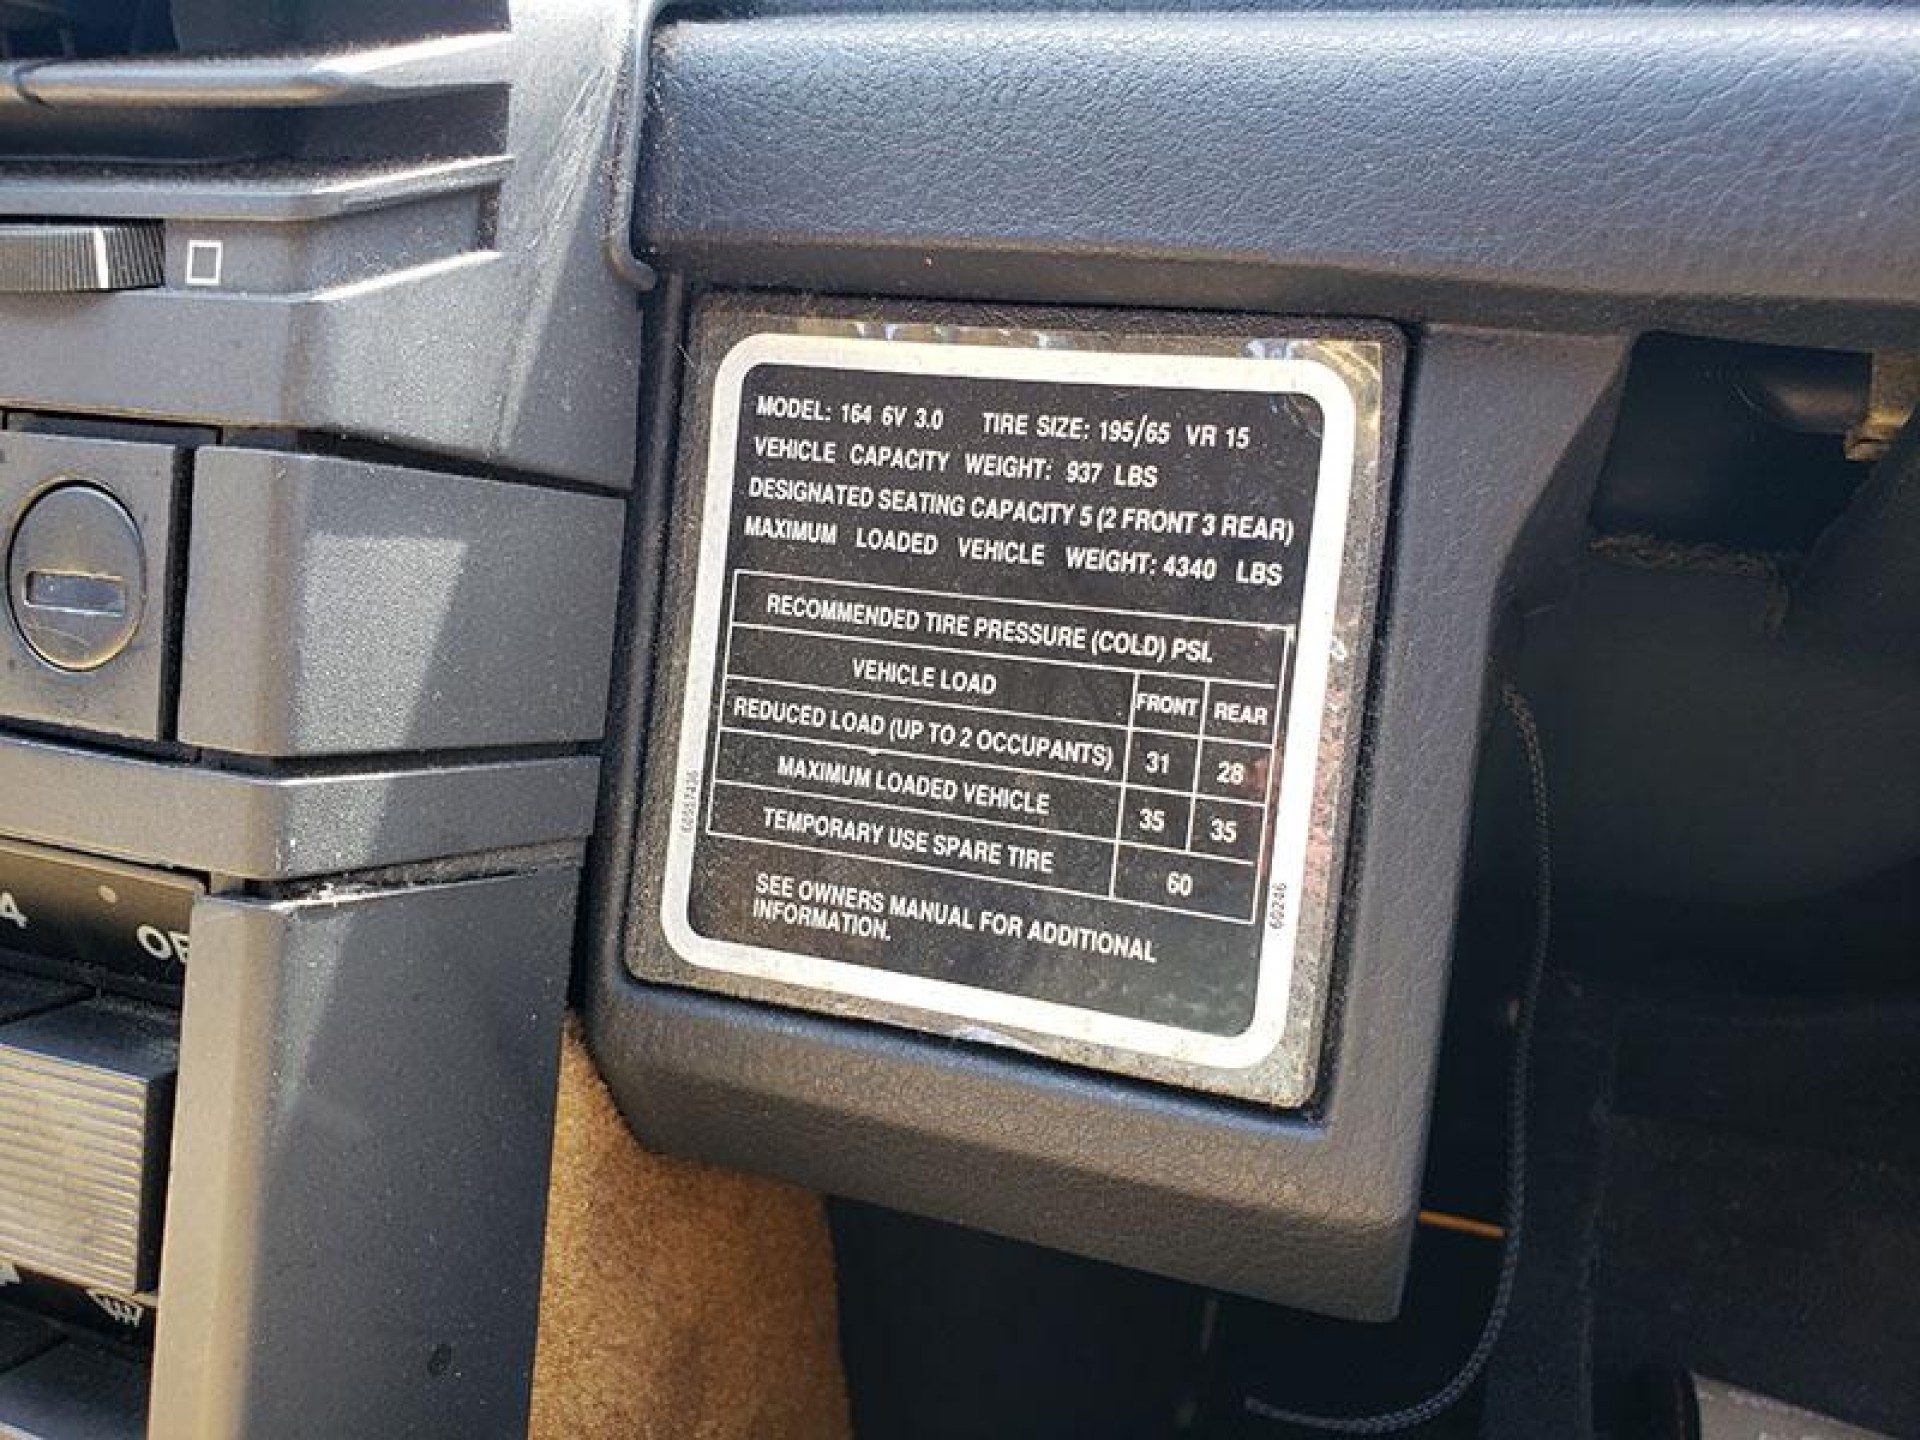 MODEL: 164 6V 3.0 TIRE SIZE: 195/65 VR 15
VEHICLE CAPACITY WEIGHT: 937 LBS
DESIGNATED SEATING CAPACITY 5 (2 FRONT 3 REAR)
MAXIMUM LOADED VEHICLE WEIGHT: 4340 LBS
RECOMMENDED TIRE PRESSURE (COLD) PSI.
VEHICLE LOAD FRONT REAR
REDUCED LOAD (UP TO 2 OCCUPANTS) 31 28
MAXIMUM LOADED VEHICLE 35 35
TEMPORARY USE SPARE TIRE 60
SEE OWNERS MANUAL FOR ADDITIONAL
INFORMATION.
60246
4